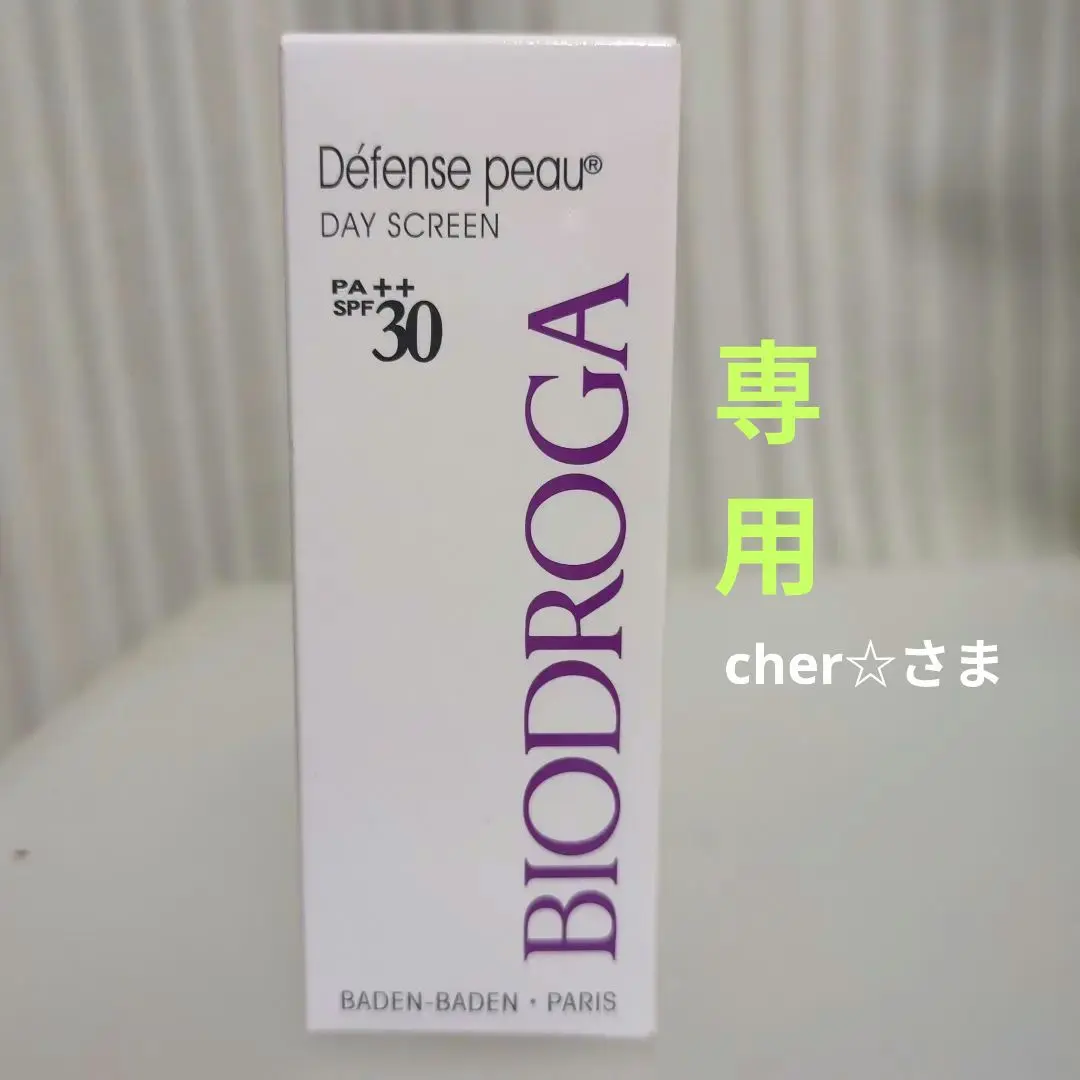 Défense peau®
DAY SCREEN
PA++
SPF30
BIODROGA
BADEN-BADEN・PARIS
専
用
cher☆さま